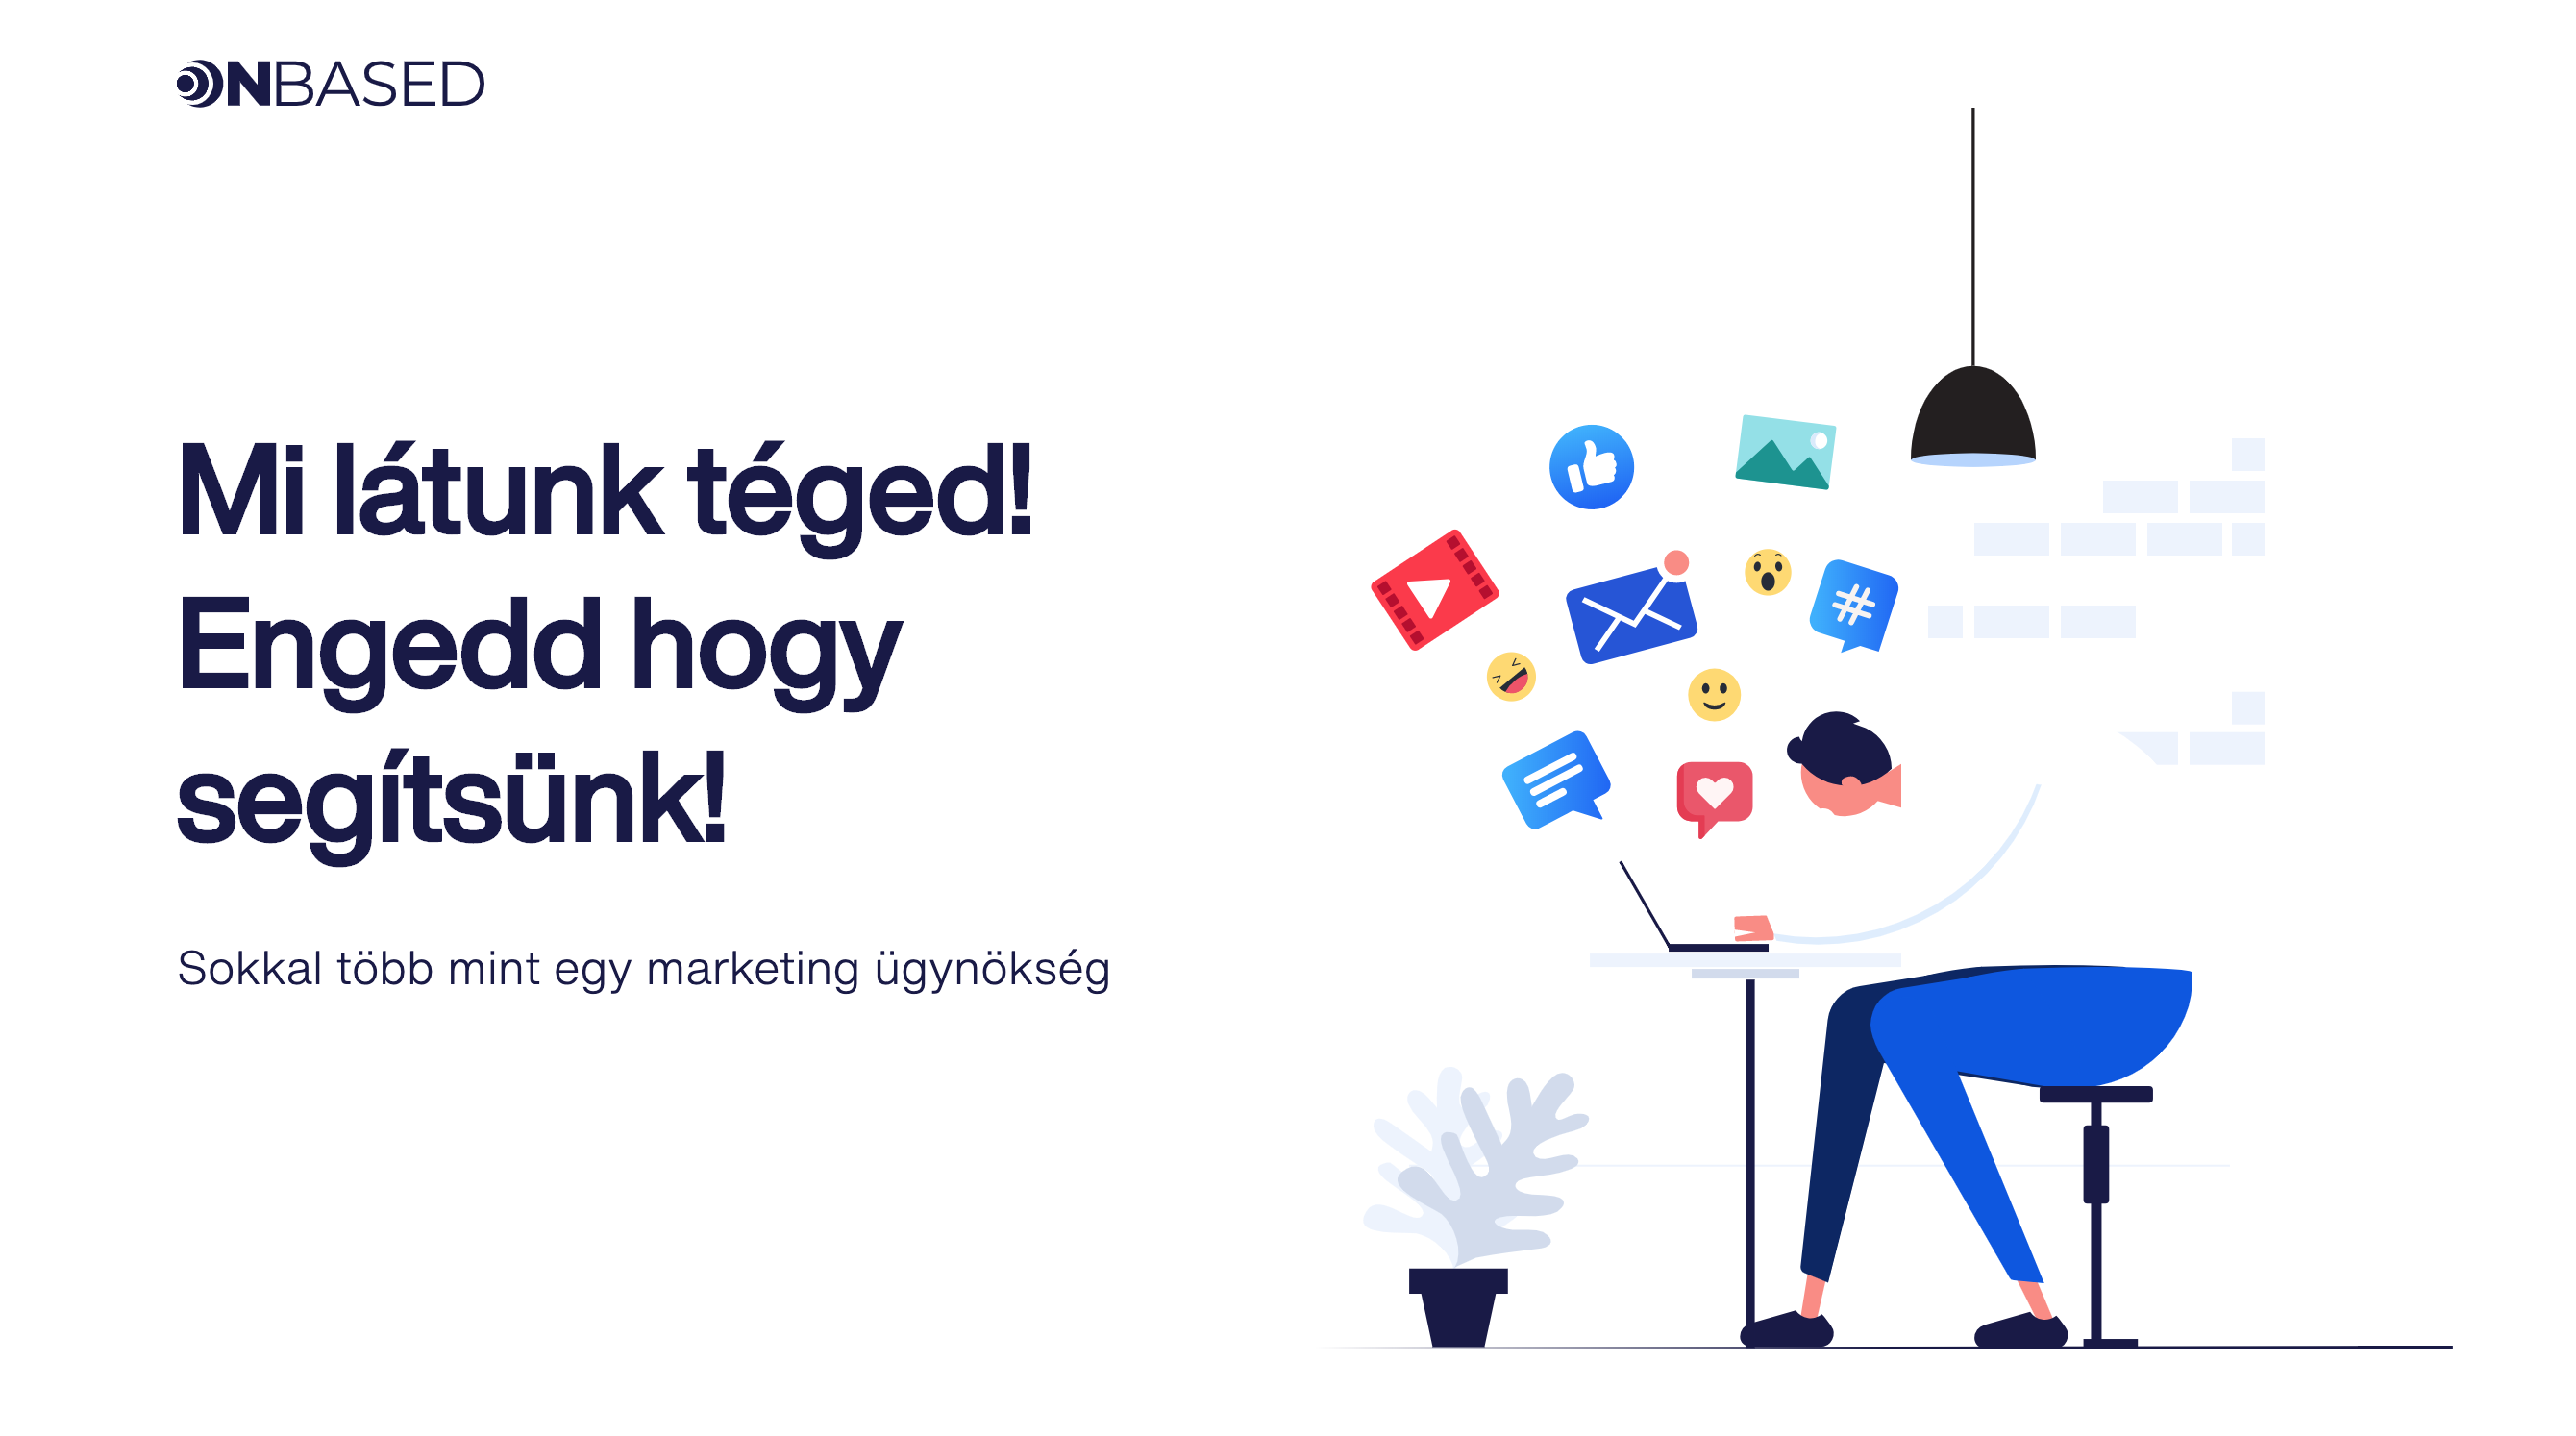 ONBASED
Mi látunk téged!
Engedd hogy
segítsünk!
Sokkal több mint egy marketing ügynökség